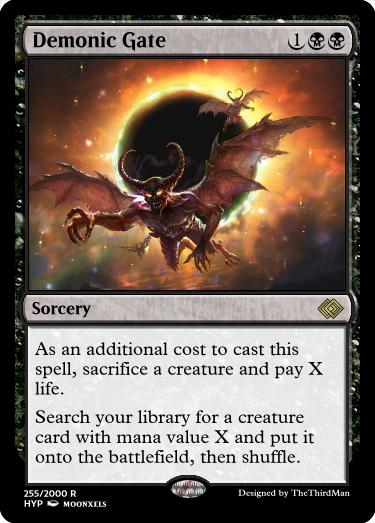 Demonic Gate 1
Sorcery
As an additional cost to cast this
spell, sacrifice a creature and pay X
life.
Search your library for a creature
card with mana value X and put it
onto the battlefield, then shuffle.
255/2000 R
HYP MOONXELS
Designed by TheThirdMan